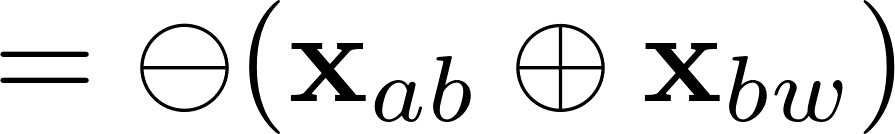 = ⊖(𝐱_{ab} ⊕ 𝐱_{bw})